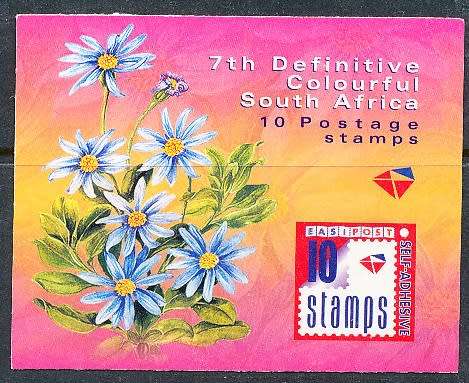 7th Definitive
Colourful
South Africa
10 Postage
stamps
EASIPOST
10
stamps
SELF-ADHESIVE